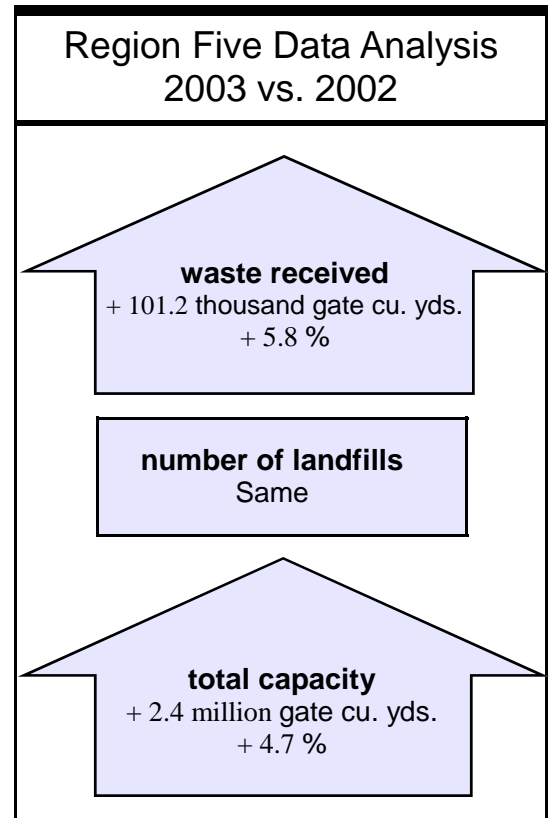 Region Five Data Analysis
2003 vs. 2002
waste received
+ 101.2 thousand gate cu. yds.
+ 5.8 %
number of landfills
Same
total capacity
+ 2.4 million gate cu. yds.
+ 4.7 %